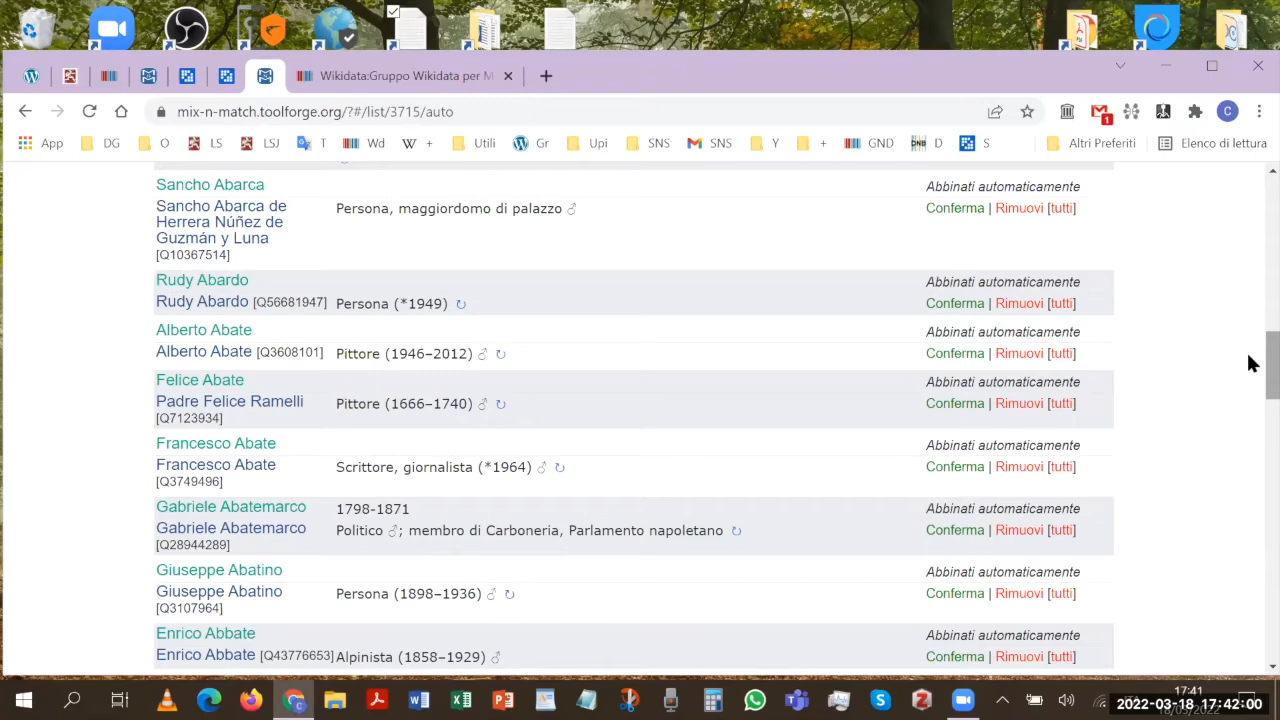 Wikidata:Gruppo Wikidata per M
mix-n-match.toolforge.org/?#/list/3715/auto
C
1
App DG O LS LSJ T Wd + Utili Gr Upi SNS SNS Y + GND D S Altri Preferiti Elenco di lettura
Sancho Abarca
Abbinati automaticamente
Sancho Abarca de
Herrera Núñez de
Guzmán y Luna
[Q10367514]
Persona, maggiordomo di palazzo ♂
Conferma | Rimuovi [tutti]
Rudy Abardo
Abbinati automaticamente
Rudy Abardo [Q56681947] Persona (*1949) ↻
Conferma | Rimuovi [tutti]
Alberto Abate
Abbinati automaticamente
Alberto Abate [Q3608101] Pittore (1946–2012) ♂ ↻
Conferma | Rimuovi [tutti]
Felice Abate
Abbinati automaticamente
Padre Felice Ramelli
[Q7123934]
Pittore (1666–1740) ♂ ↻
Conferma | Rimuovi [tutti]
Francesco Abate
Abbinati automaticamente
Francesco Abate
[Q3749496]
Scrittore, giornalista (*1964) ♂ ↻
Conferma | Rimuovi [tutti]
Gabriele Abatemarco
1798-1871
Abbinati automaticamente
Gabriele Abatemarco
[Q28944289]
Politico ♂; membro di Carboneria, Parlamento napoletano ↻
Conferma | Rimuovi [tutti]
Giuseppe Abatino
Abbinati automaticamente
Giuseppe Abatino
[Q3107964]
Persona (1898–1936) ♂ ↻
Conferma | Rimuovi [tutti]
Enrico Abbate
Abbinati automaticamente
Enrico Abbate [Q43776653] Alpinista (1858–1929) ♂
Conferma | Rimuovi [tutti]
17:41
2022-03-18 17:42:00